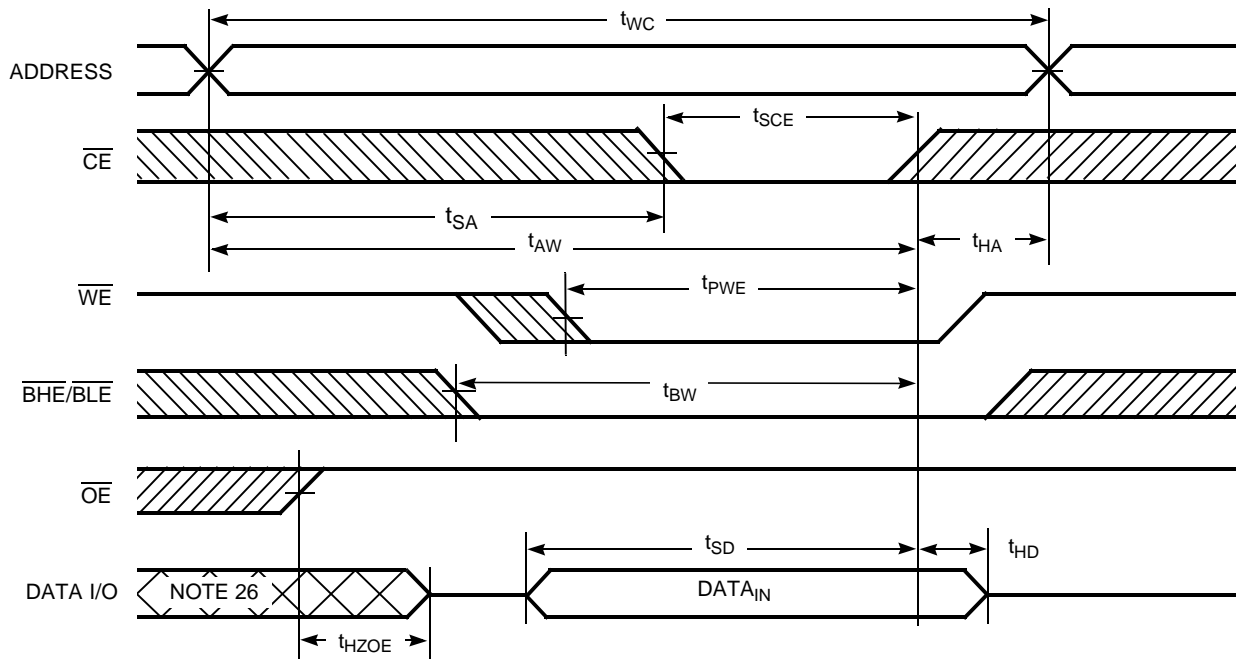 tWC
ADDRESS
tSCE
CE
tSA
tAW
tHA
WE
tPWE
BHE/BLE
tBW
OE
tSD
tHD
DATA I/O
NOTE 26
DATAIN
tHZOE